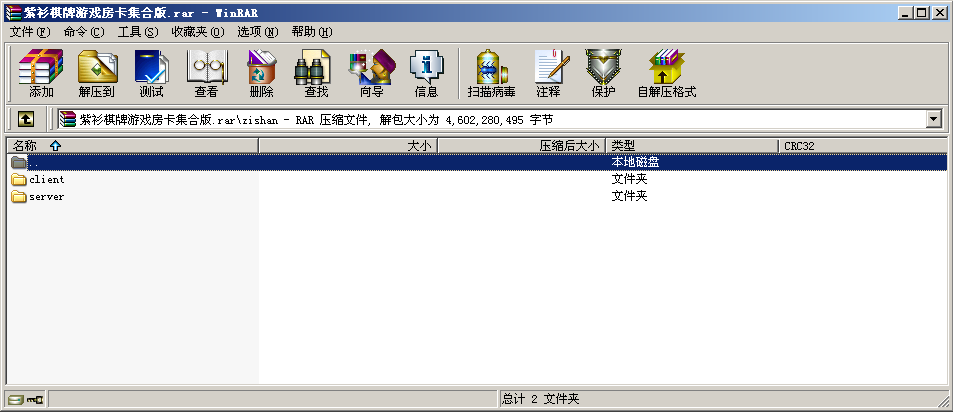 紫衫棋牌游戏房卡集合版.rar - WinRAR
文件(F) 命令(C) 工具(S) 收藏夹(O) 选项(N) 帮助(H)
添加 解压到 测试 查看 删除 查找 向导 信息 扫描病毒 注释 保护 自解压格式
紫衫棋牌游戏房卡集合版.rar\zishan - RAR 压缩文件, 解包大小为 4,602,280,495 字节
名称 大小 压缩后大小 类型 CRC32
.. 本地磁盘
client 文件夹
server 文件夹
总计 2 文件夹